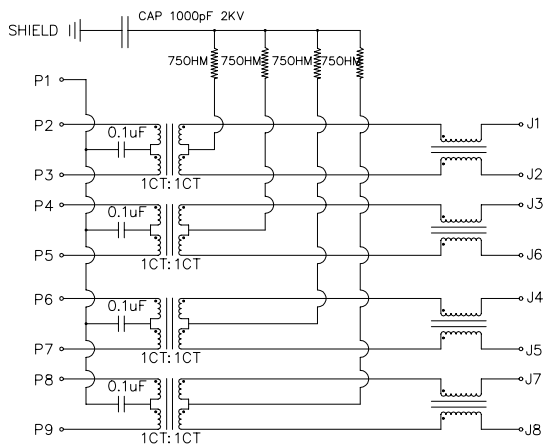 CAP 1000pF 2KV
SHIELD
75OHM 75OHM 75OHM 75OHM
P1
P2 0.1uF J1
P3 1CT:1CT J2
P4 0.1uF J3
P5 1CT:1CT J6
P6 0.1uF J4
P7 1CT:1CT J5
P8 0.1uF J7
P9 1CT:1CT J8